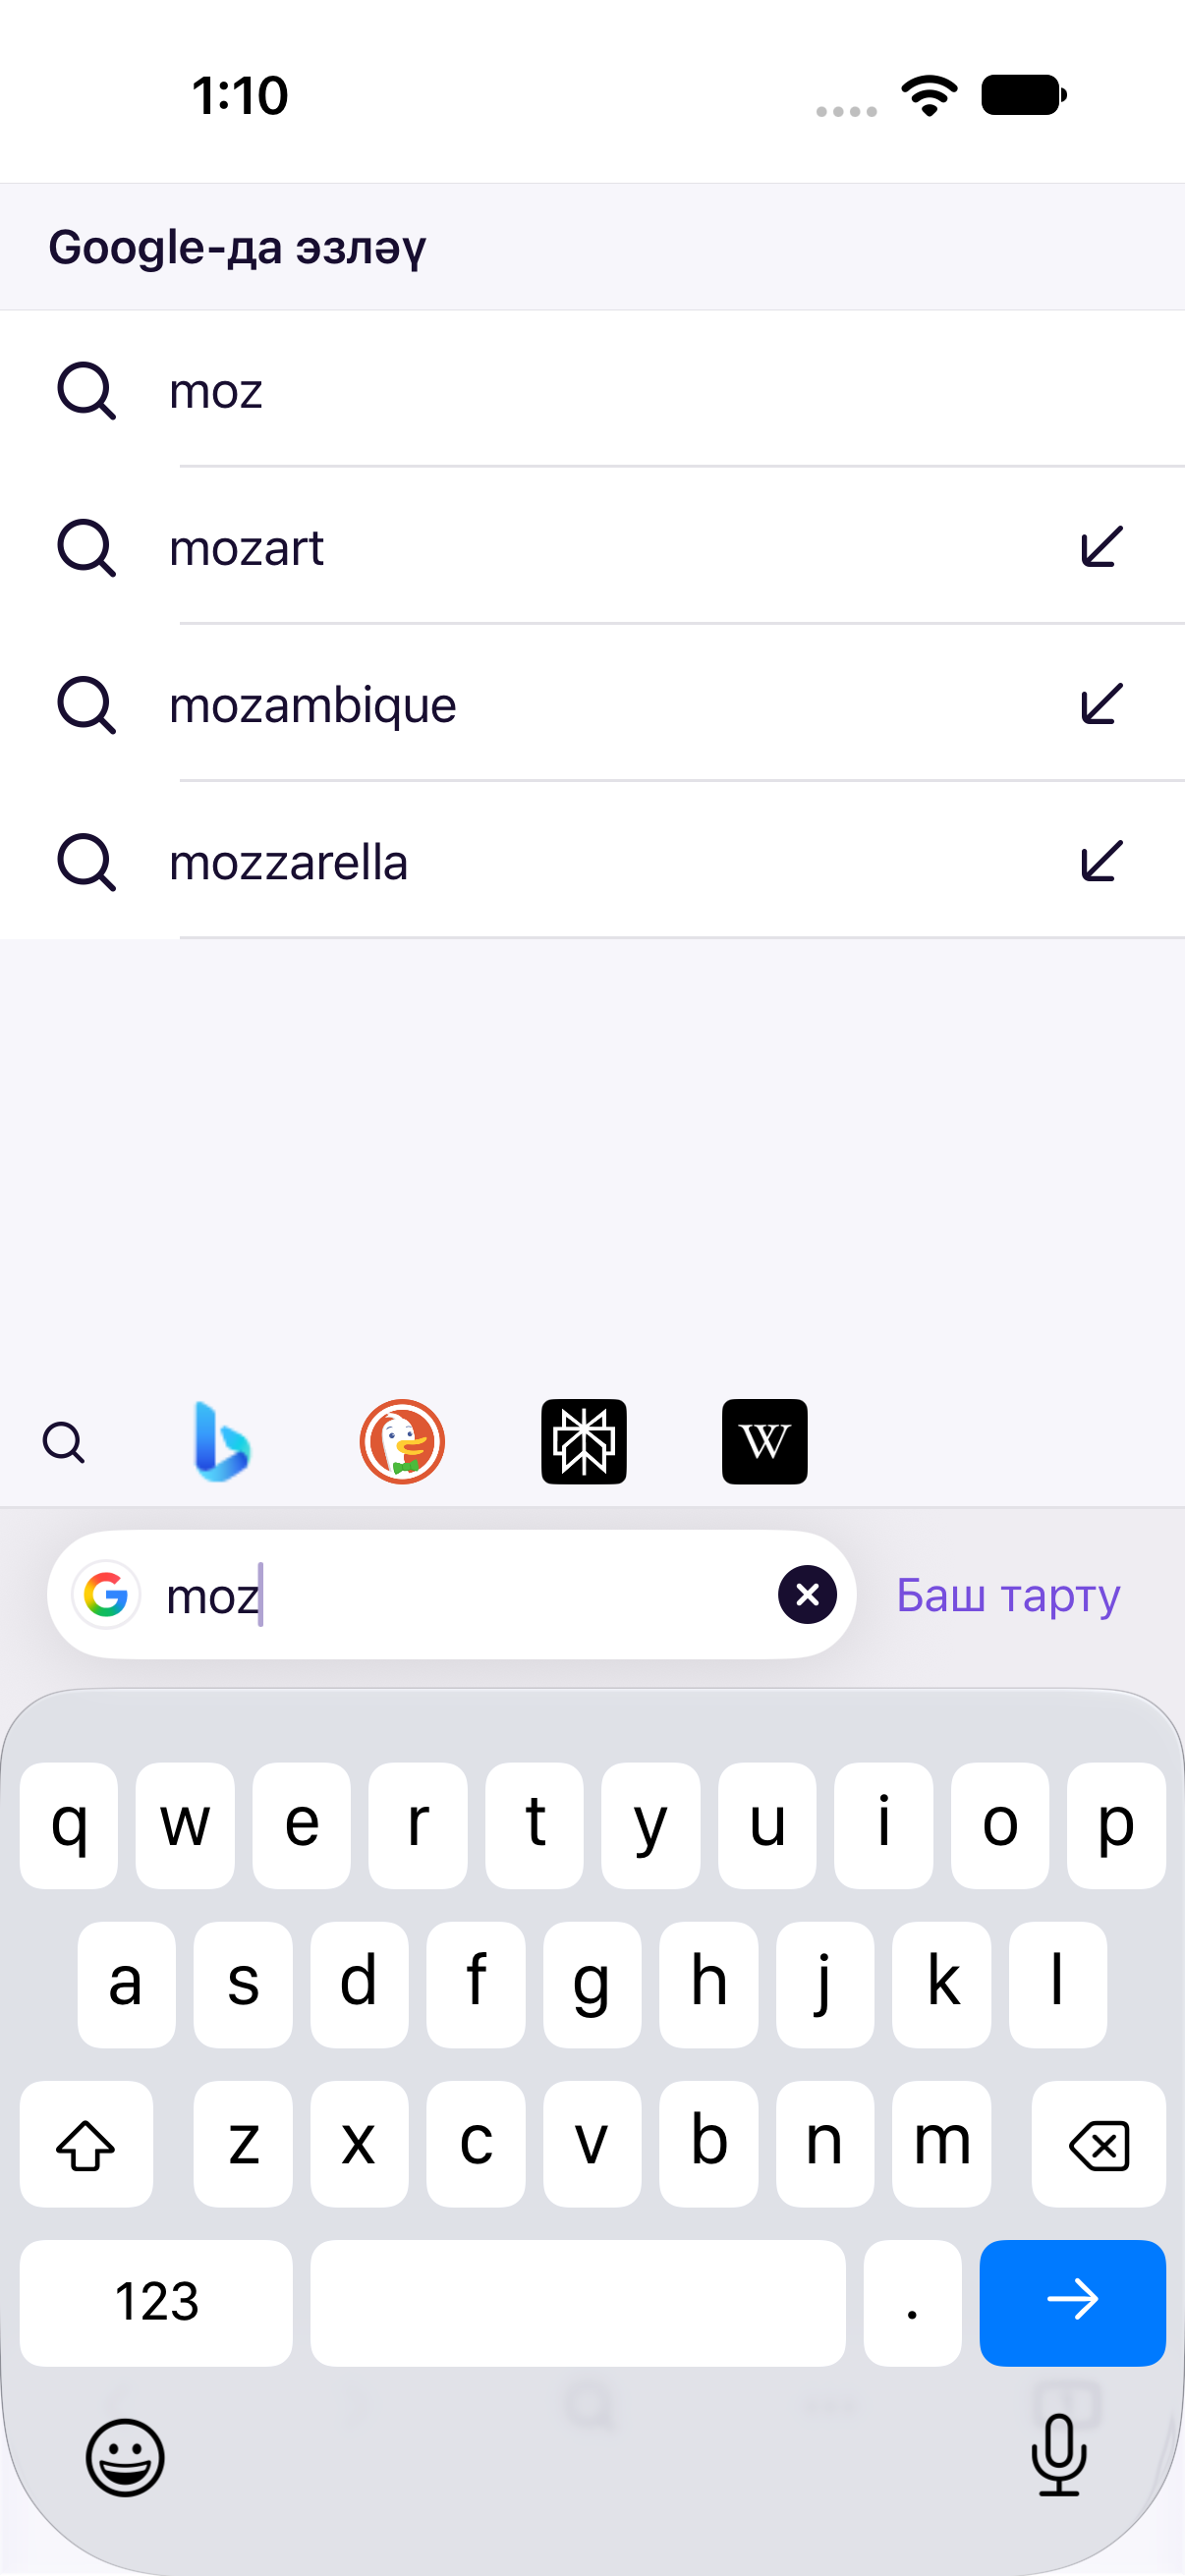 1:10
Google-да эзләү
moz
mozart
mozambique
mozzarella
W
moz
Баш тарту
q w e r t y u i o p
a s d f g h j k l
z x c v b n m
123 .